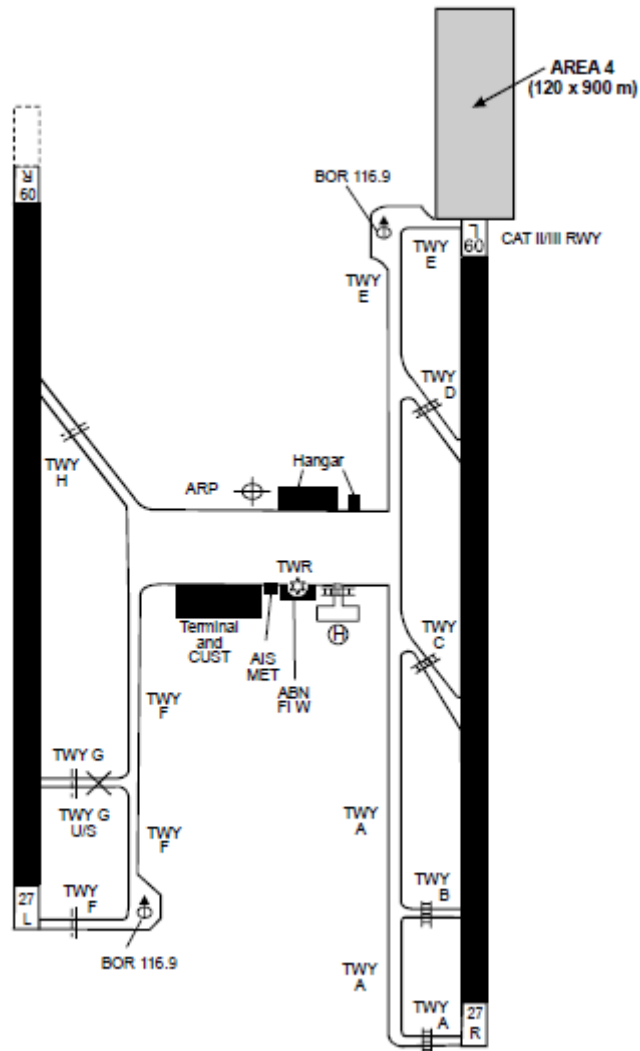 AREA 4
(120 x 900 m)
BOR 116.9
09
R
09
L
CAT II/III RWY
TWY
E
TWY
E
TWY
D
TWY
H
Hangar
ARP
TWR
Terminal
and
CUST
AIS
MET
ABN
FI W
H
TWY
C
TWY
F
TWY G
TWY G
U/S
TWY
F
TWY
A
TWY
B
27
L
TWY
F
BOR 116.9
TWY
A
TWY
A
27
R